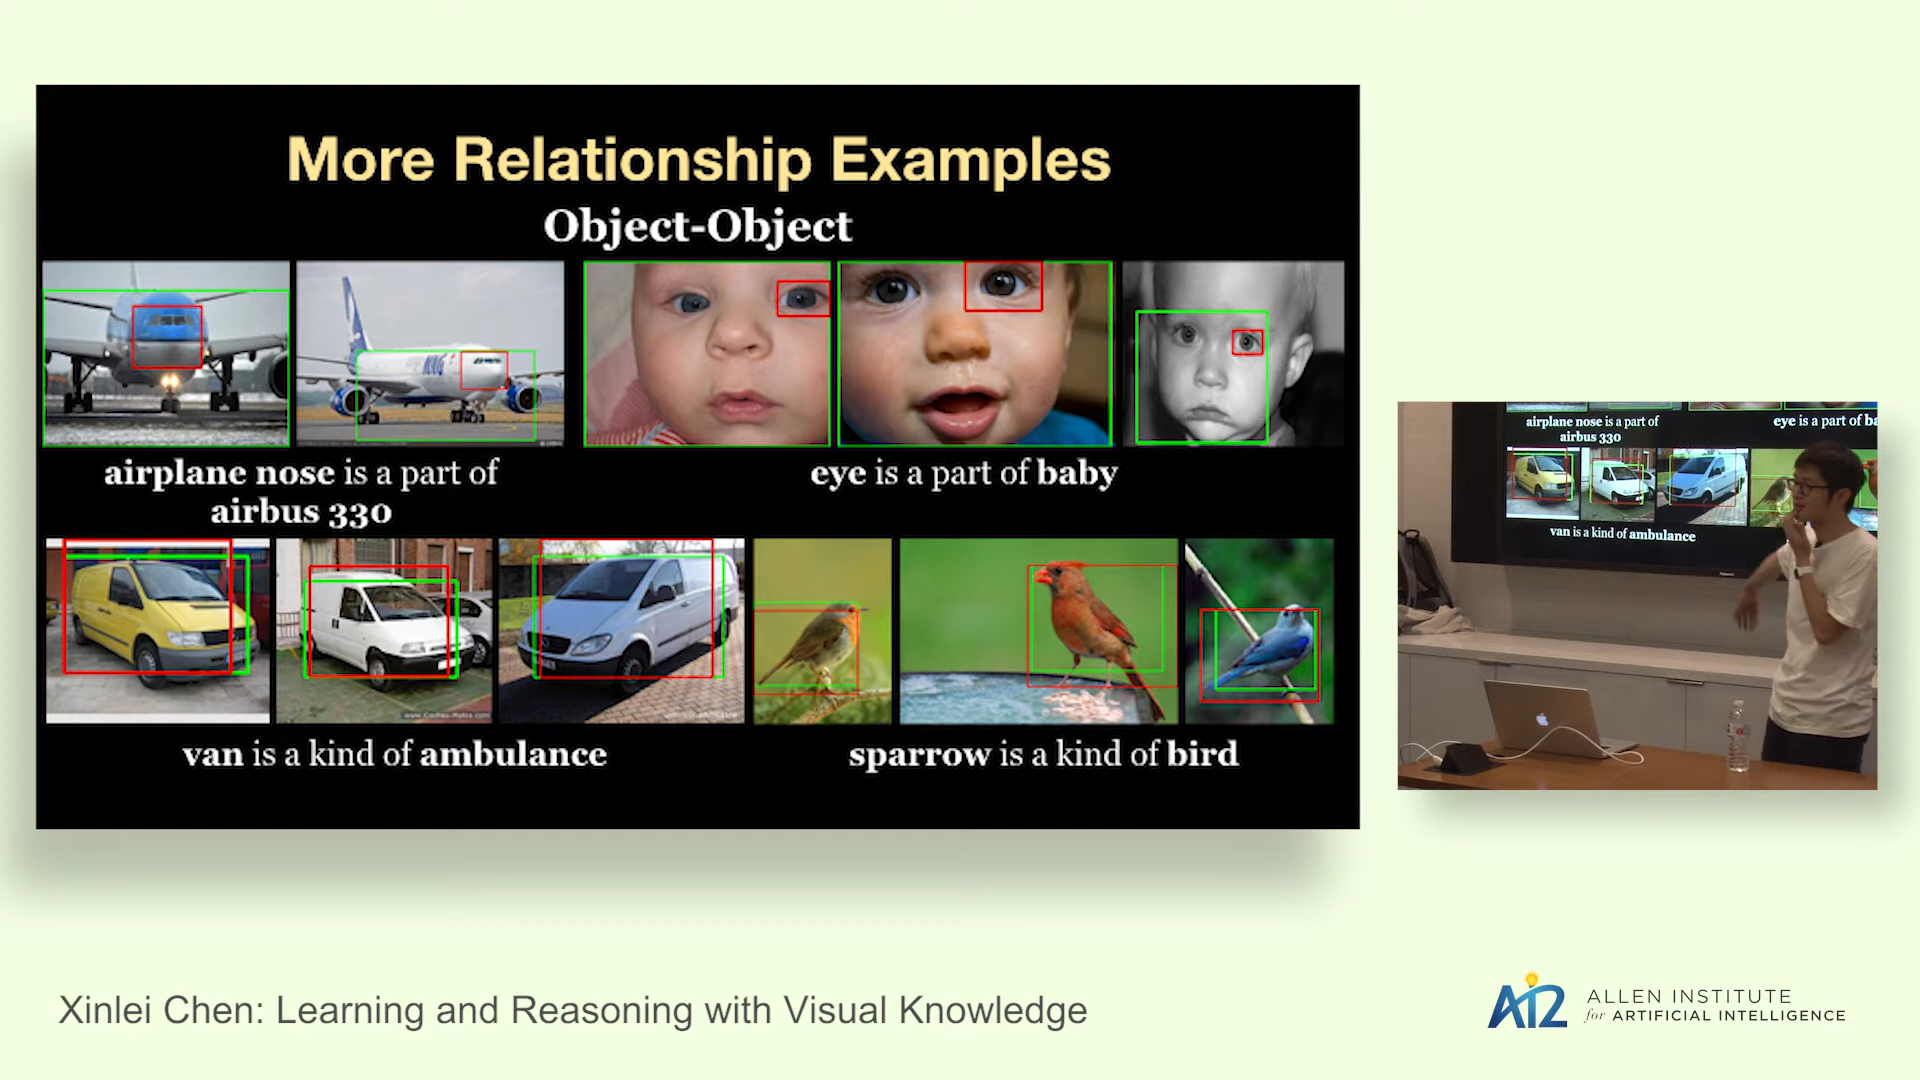 More Relationship Examples
Object-Object
airplane nose is a part of
airbus 330
eye is a part of baby
van is a kind of ambulance
sparrow is a kind of bird
airplane nose is a part of
airbus 330
eye is a part of ba
van is a kind of ambulance
Xinlei Chen: Learning and Reasoning with Visual Knowledge
AI2
ALLEN INSTITUTE
for ARTIFICIAL INTELLIGENCE